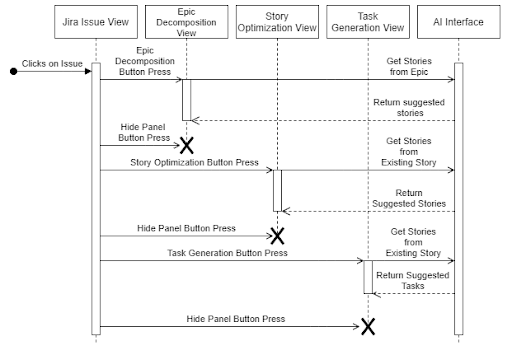 Jira Issue View
Epic
Decomposition
View
Story
Optimization View
Task
Generation View
AI Interface
Clicks on Issue
Epic
Decomposition
Button Press
Get Stories
from Epic
Return suggested
stories
Hide Panel
Button Press
Get Stories
from
Existing Story
Story Optimization Button Press
Return
Suggested Stories
Hide Panel Button Press
Get Stories
from
Existing Story
Task Generation Button Press
Return Suggested
Tasks
Hide Panel Button Press